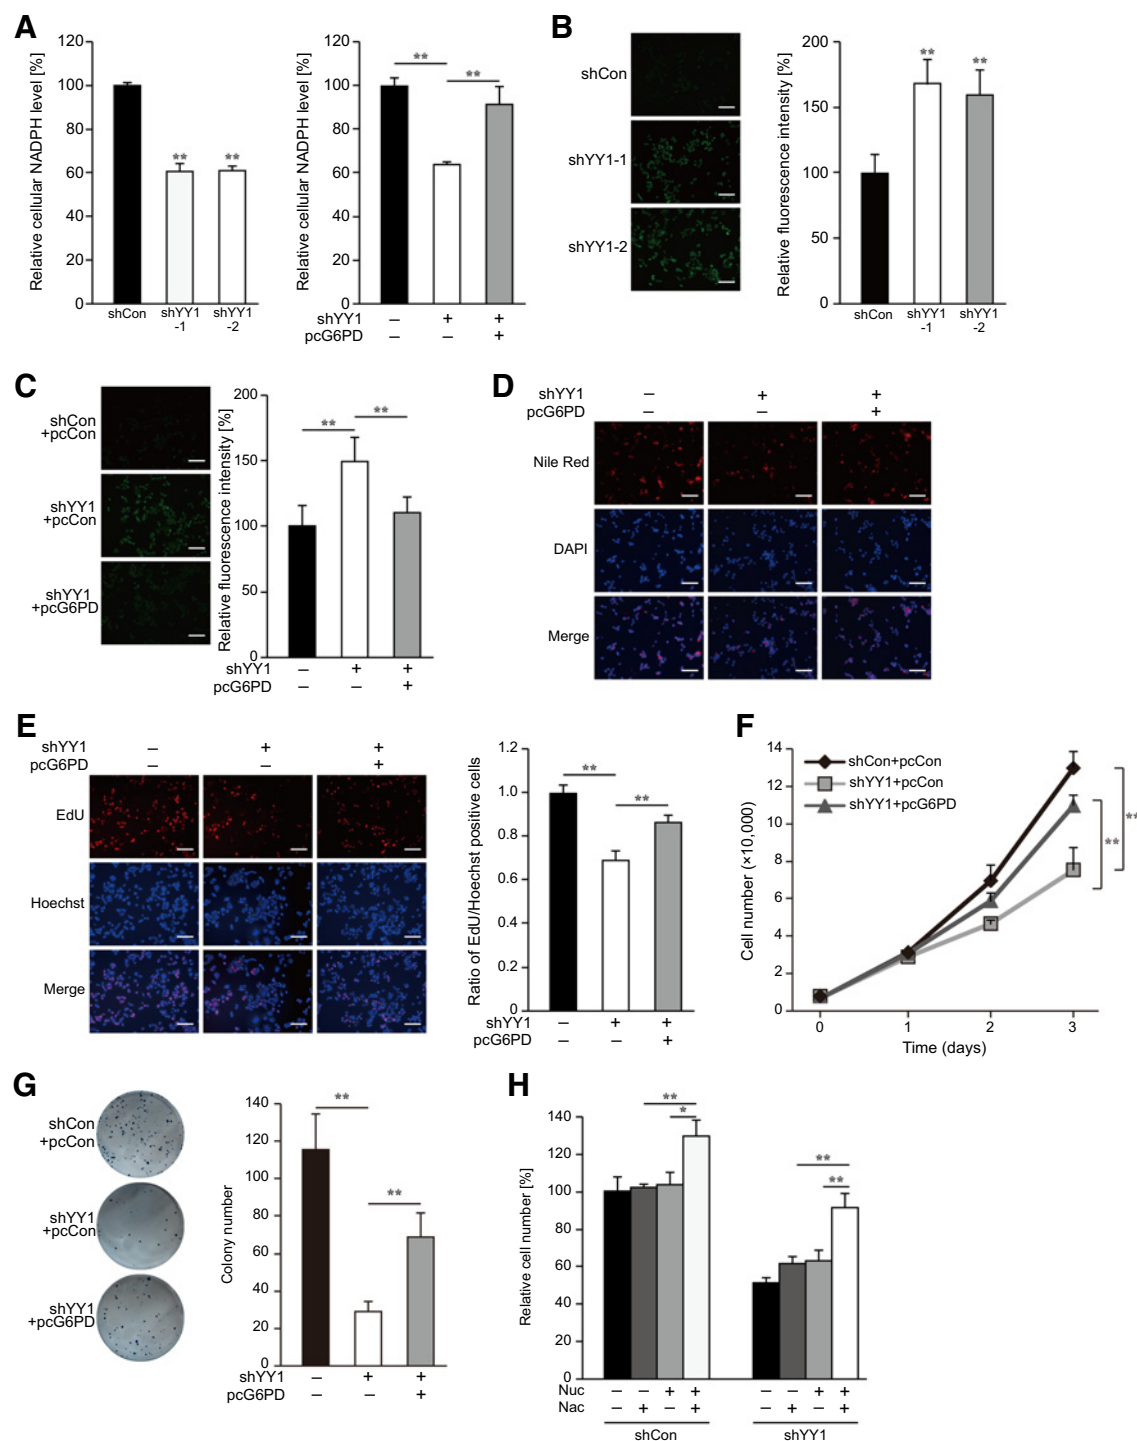 A
Relative cellular NADPH level [%]
120
100
80
60
40
20
0
** **
shCon shYY1 shYY1
-1 -2
Relative cellular NADPH level [%]
120
100
80
60
40
20
0
** **
shYY1 – + +
pcG6PD – – +
B
shCon
shYY1-1
shYY1-2
Relative fluorescence intensity [%]
200
150
100
50
0
** **
shCon shYY1 shYY1
-1 -2
C
shCon
+pcCon
shYY1
+pcCon
shYY1
+pcG6PD
Relative fluorescence intensity [%]
200
150
100
50
0
** **
shYY1 – + +
pcG6PD – – +
D
shYY1 – + +
pcG6PD – – +
Nile Red
DAPI
Merge
E
shYY1 – + +
pcG6PD – – +
EdU
Hoechst
Merge
Ratio of EdU/Hoechst positive cells
1.2
1.0
0.8
0.6
0.4
0.2
0
** **
shYY1 – + +
pcG6PD – – +
F
Cell number (×10,000)
14
12
10
8
6
4
2
0
shCon+pcCon
shYY1+pcCon
shYY1+pcG6PD
**
**
0 1 2 3
Time (days)
G
shCon
+pcCon
shYY1
+pcCon
shYY1
+pcG6PD
Colony number
140
120
100
80
60
40
20
0
** **
shYY1 – + +
pcG6PD – – +
H
Relative cell number [%]
140
120
100
80
60
40
20
0
**
*
**
**
Nuc – – + + – – + +
Nac – + – + – + – +
shCon shYY1